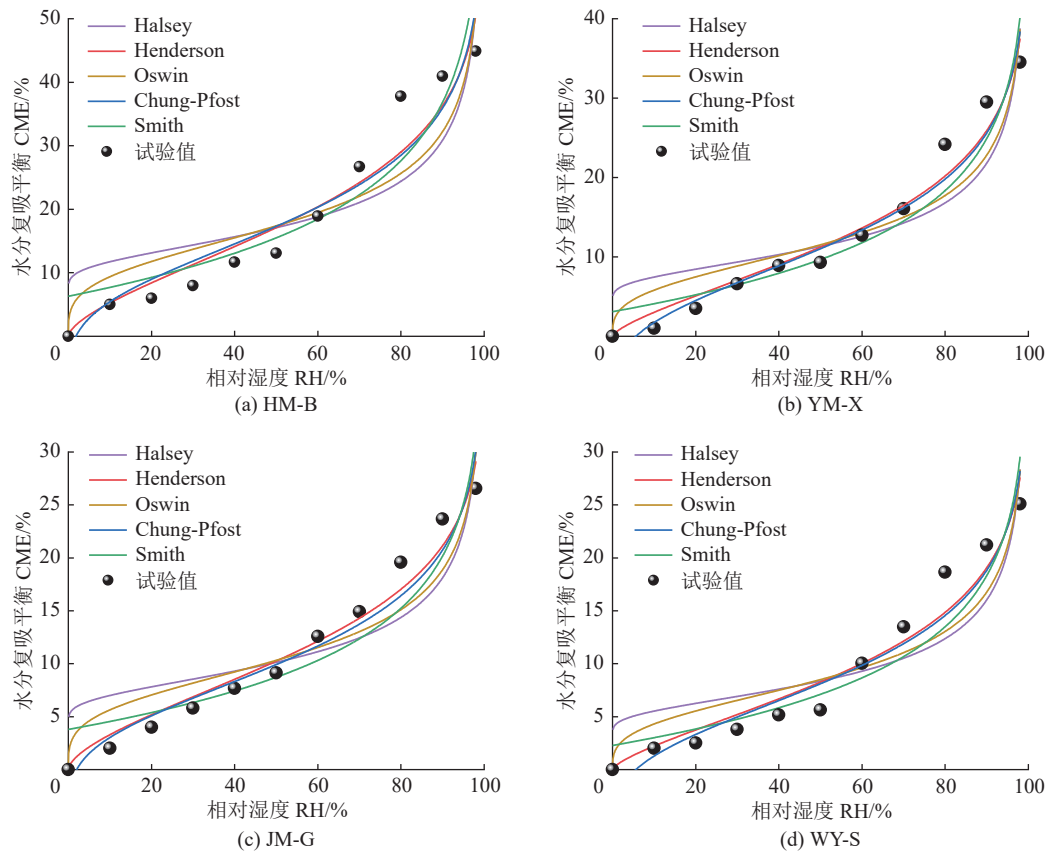 50
40
30
20
10
0
20
40
60
80
100
水分复吸平衡 CME/%
相对湿度 RH/%
Halsey
Henderson
Oswin
Chung-Pfost
Smith
试验值
(a) HM-B
40
30
20
10
0
20
40
60
80
100
水分复吸平衡 CME/%
相对湿度 RH/%
Halsey
Henderson
Oswin
Chung-Pfost
Smith
试验值
(b) YM-X
30
25
20
15
10
5
0
20
40
60
80
100
水分复吸平衡 CME/%
相对湿度 RH/%
Halsey
Henderson
Oswin
Chung-Pfost
Smith
试验值
(c) JM-G
30
25
20
15
10
5
0
20
40
60
80
100
水分复吸平衡 CME/%
相对湿度 RH/%
Halsey
Henderson
Oswin
Chung-Pfost
Smith
试验值
(d) WY-S